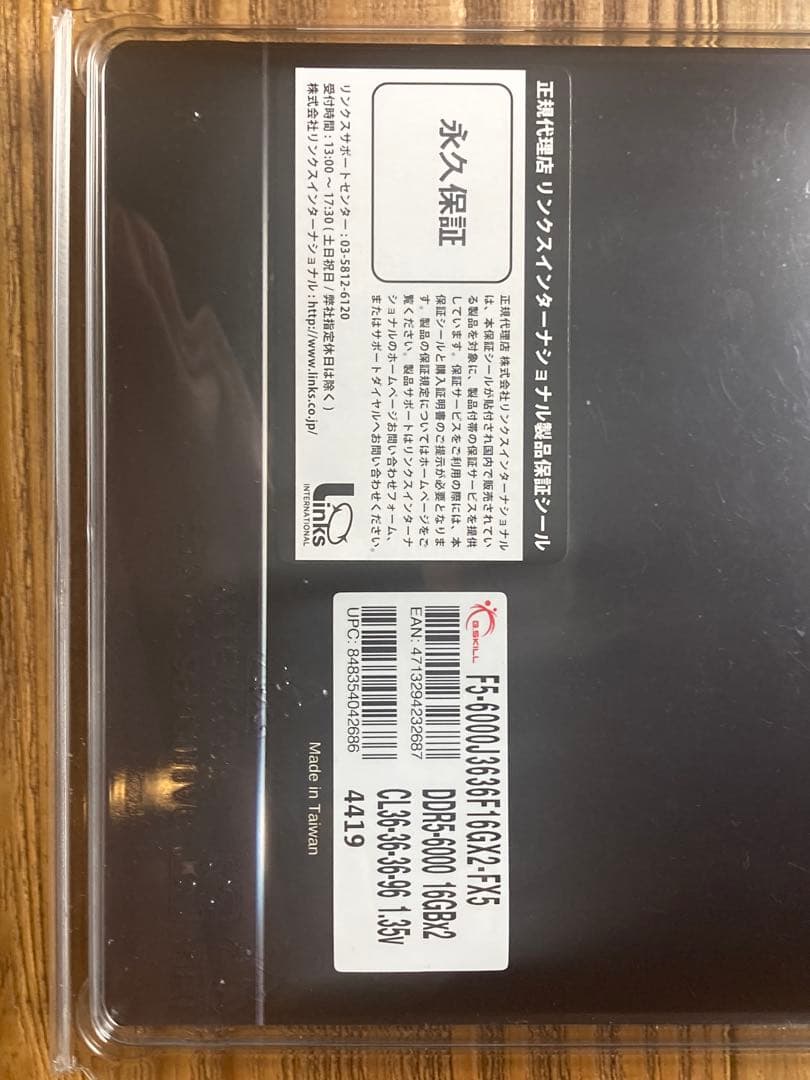 正規代理店 リンクスインターナショナル製品保証シール
永久保証
正規代理店 株式会社リンクスインターナショナル
は、本保証シールが貼付され国内で販売されてい
る製品を対象に、製品付帯の保証サービスを提供
しています。保証サービスをご利用の際には、本
保証シールと購入証明書のご提示が必要となりま
す。製品の保証規定についてはホームページをご
覧ください。製品サポートはリンクスインターナ
ショナルのホームページお問い合わせフォーム、
またはサポートダイヤルへお問い合わせください。
リンクスサポートセンター : 03-5812-6120
受付時間 : 13:00 ～ 17:30 ( 土日祝日 / 弊社指定休日は除く )
株式会社リンクスインターナショナル : http://www.links.co.jp/
Links
INTERNATIONAL
G.SKILL
F5-6000J3636F16GX2-FX5
EAN: 4713294232687
DDR5-6000 16GBx2
UPC: 848354042686
CL36-36-36-96 1.35v
4419
Made in Taiwan